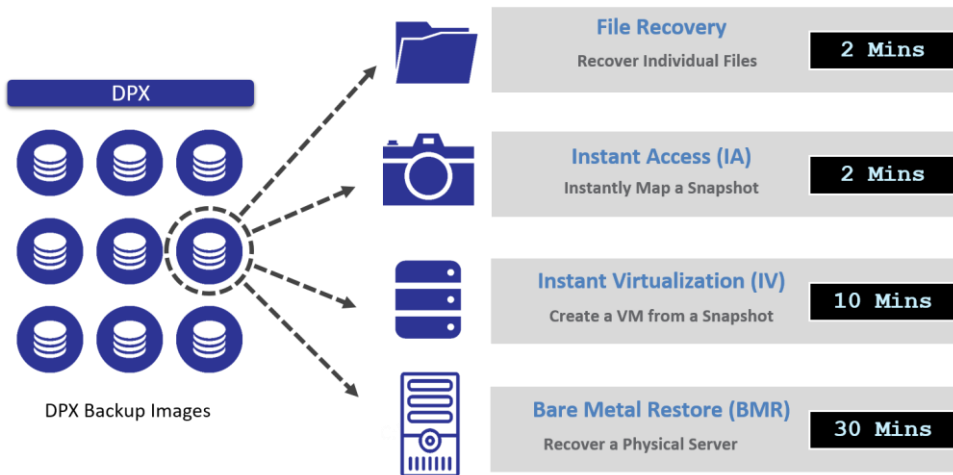 DPX
DPX Backup Images
File Recovery
Recover Individual Files
2 Mins
Instant Access (IA)
Instantly Map a Snapshot
2 Mins
Instant Virtualization (IV)
Create a VM from a Snapshot
10 Mins
Bare Metal Restore (BMR)
Recover a Physical Server
30 Mins